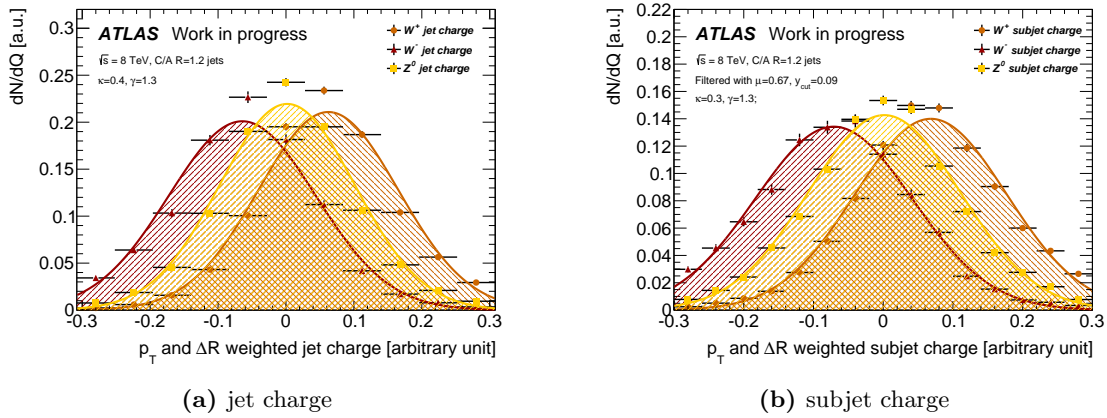 dN/dQ [a.u.]
ATLAS Work in progress
√s = 8 TeV, C/A R=1.2 jets
κ=0.4, γ=1.3
W⁺ jet charge
W⁻ jet charge
Z⁰ jet charge
0.3
0.25
0.2
0.15
0.1
0.05
0
-0.3 -0.2 -0.1 0 0.1 0.2 0.3
p_T and ΔR weighted jet charge [arbitrary unit]
(a) jet charge
dN/dQ [a.u.]
ATLAS Work in progress
√s = 8 TeV, C/A R=1.2 jets
Filtered with μ=0.67, y_cut=0.09
κ=0.3, γ=1.3;
W⁺ subjet charge
W⁻ subjet charge
Z⁰ subjet charge
0.22
0.2
0.18
0.16
0.14
0.12
0.1
0.08
0.06
0.04
0.02
0
-0.3 -0.2 -0.1 0 0.1 0.2 0.3
p_T and ΔR weighted subjet charge [arbitrary unit]
(b) subjet charge